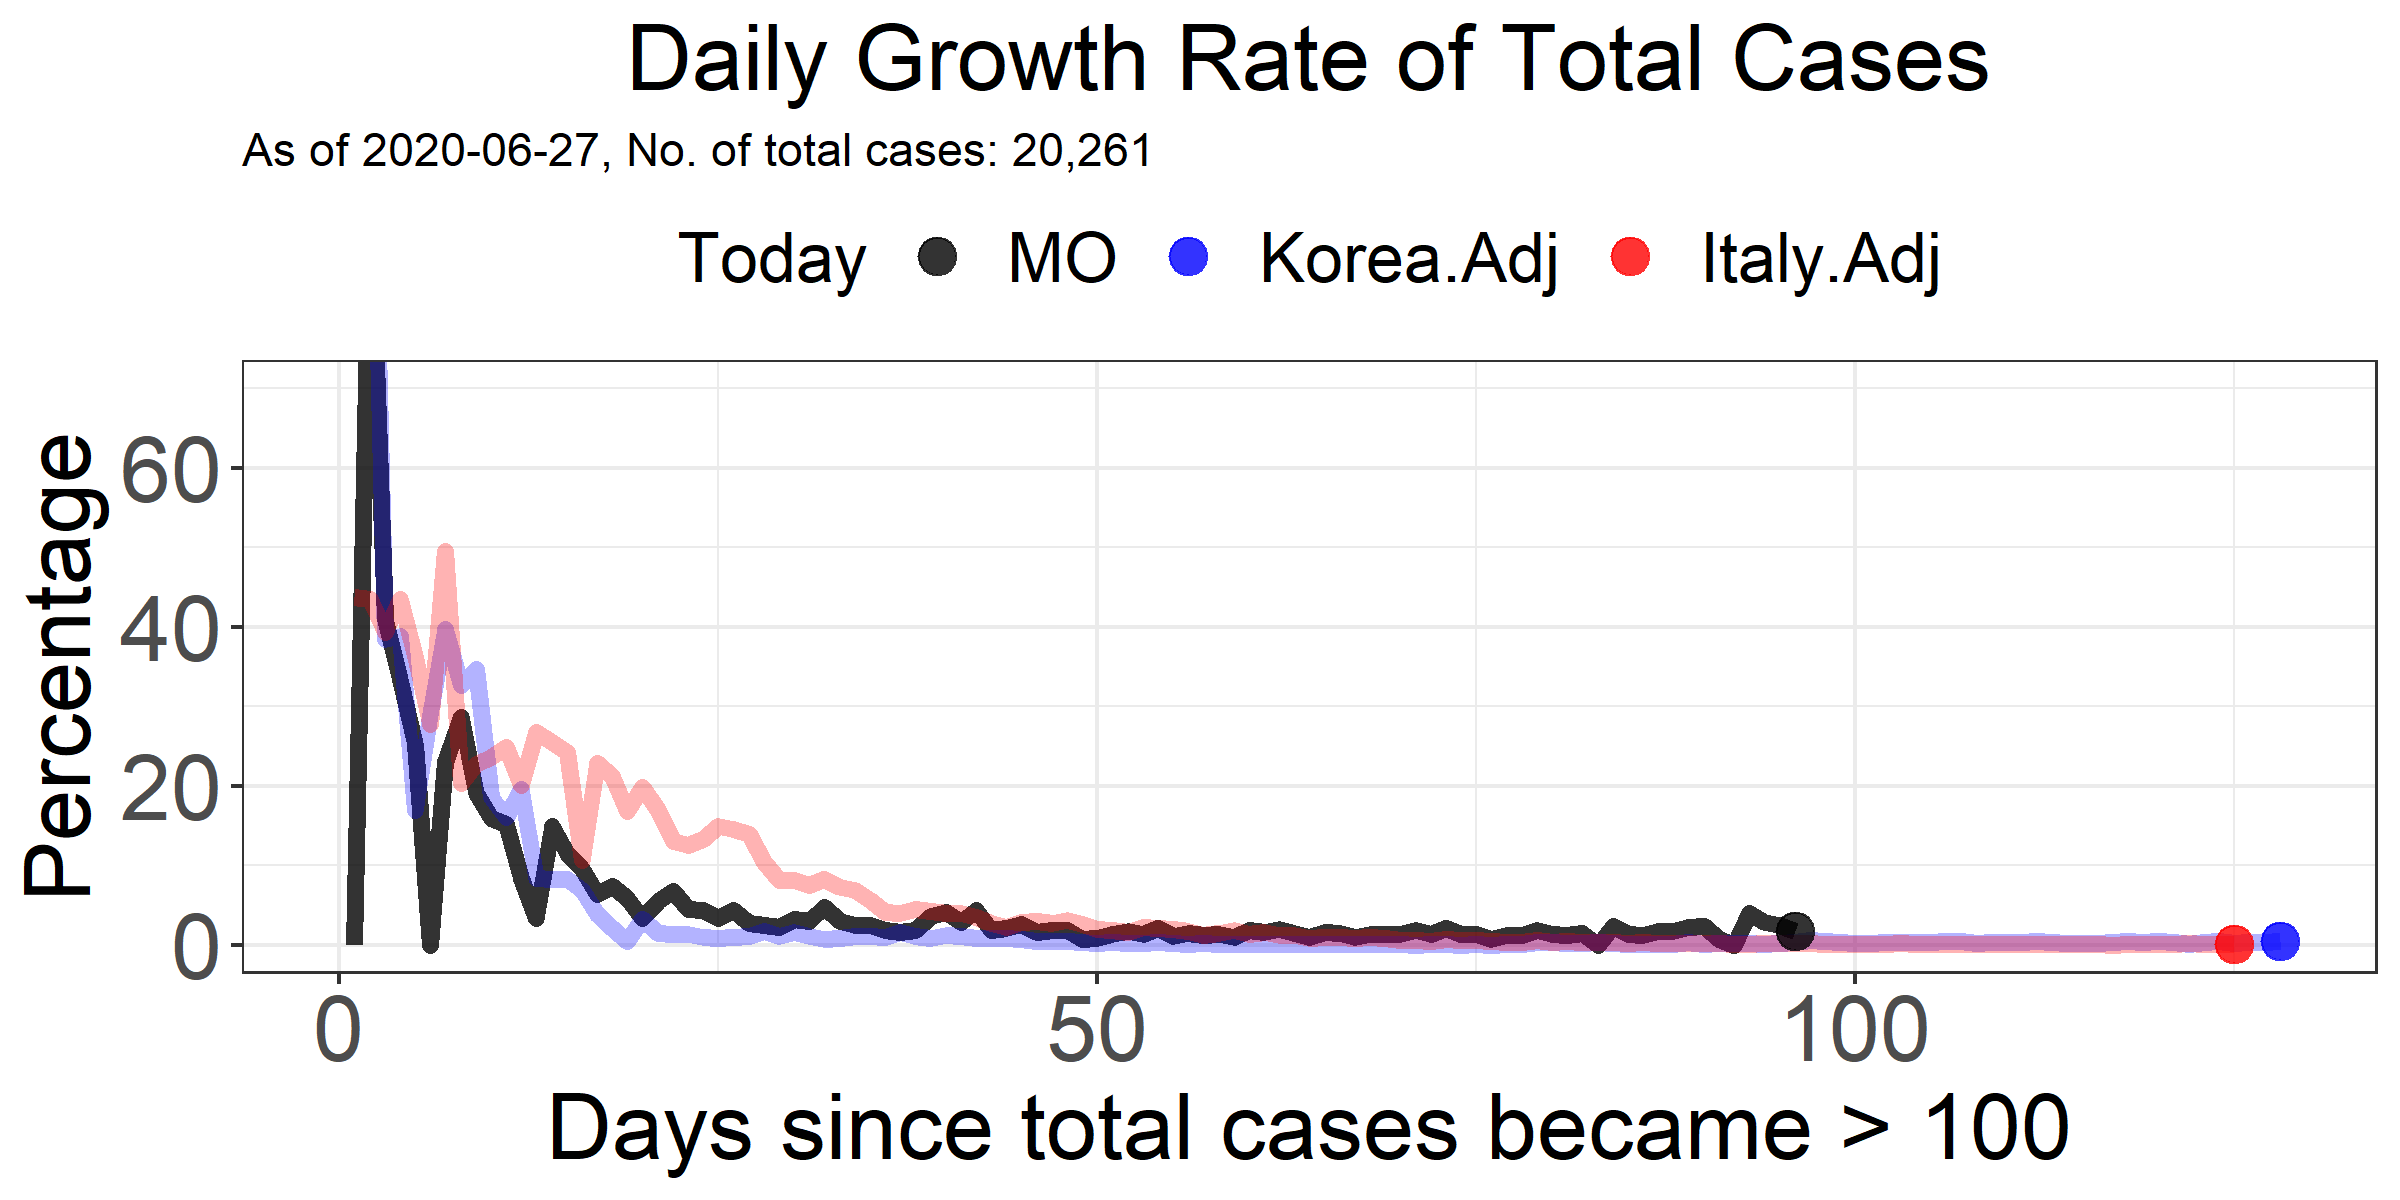 Daily Growth Rate of Total Cases
As of 2020-06-27, No. of total cases: 20,261
Today MO Korea.Adj Italy.Adj
Percentage
60
40
20
0
0 50 100
Days since total cases became > 100